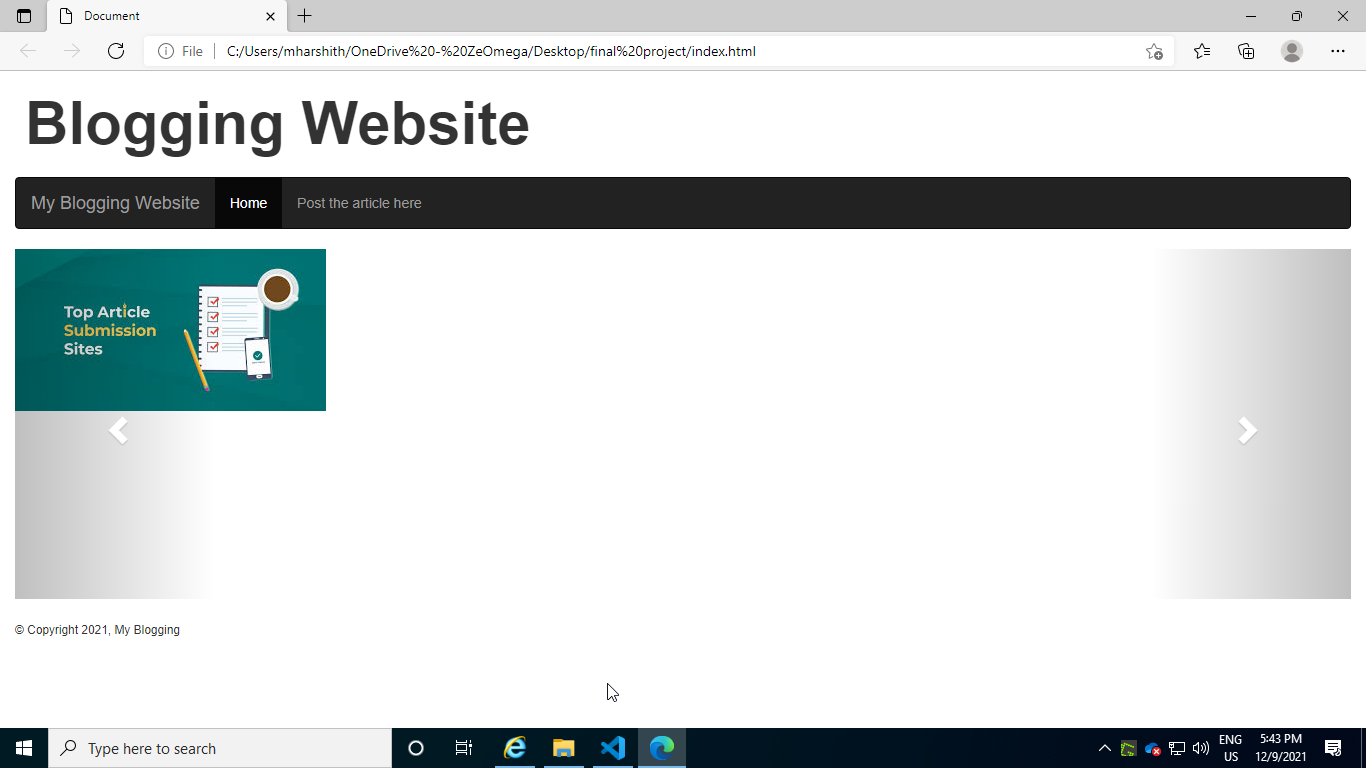 Document
File
C:/Users/mharshith/OneDrive%20-%20ZeOmega/Desktop/final%20project/index.html
Blogging Website
My Blogging Website
Home
Post the article here
Top Article
Submission
Sites
© Copyright 2021, My Blogging
Type here to search
ENG
US
5:43 PM
12/9/2021